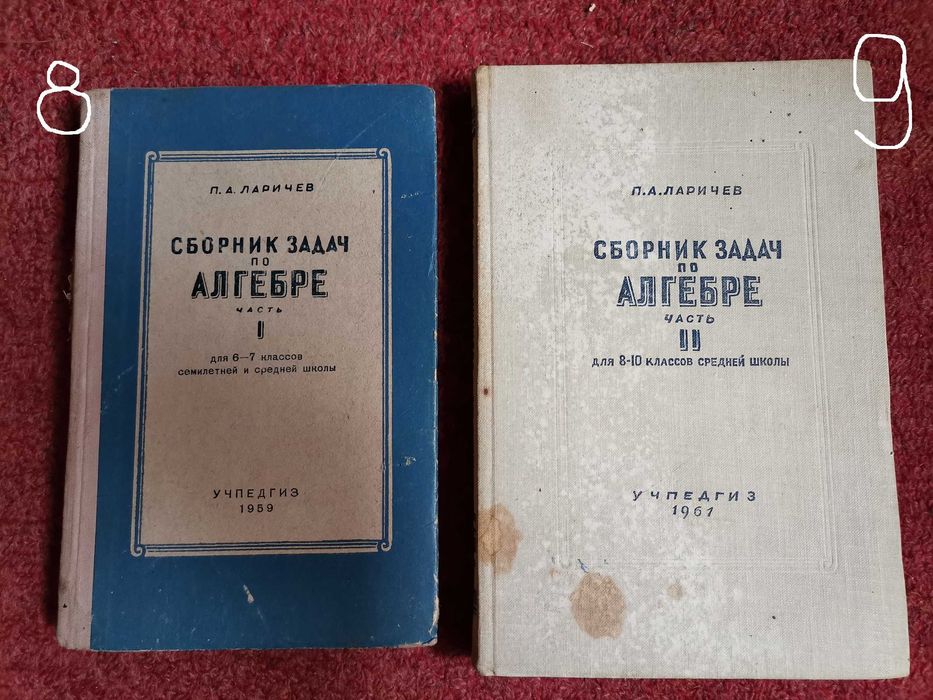 8
П. А. ЛАРИЧЕВ
СБОРНИК ЗАДАЧ
ПО
АЛГЕБРЕ
ЧАСТЬ
I
для 6—7 классов
семилетней и средней школы
УЧПЕДГИЗ
1959
9
П.А.ЛАРИЧЕВ
СБОРНИК ЗАДАЧ
ПО
АЛГЕБРЕ
ЧАСТЬ
II
ДЛЯ 8-10 КЛАССОВ СРЕДНЕЙ ШКОЛЫ
УЧПЕДГИЗ
1961